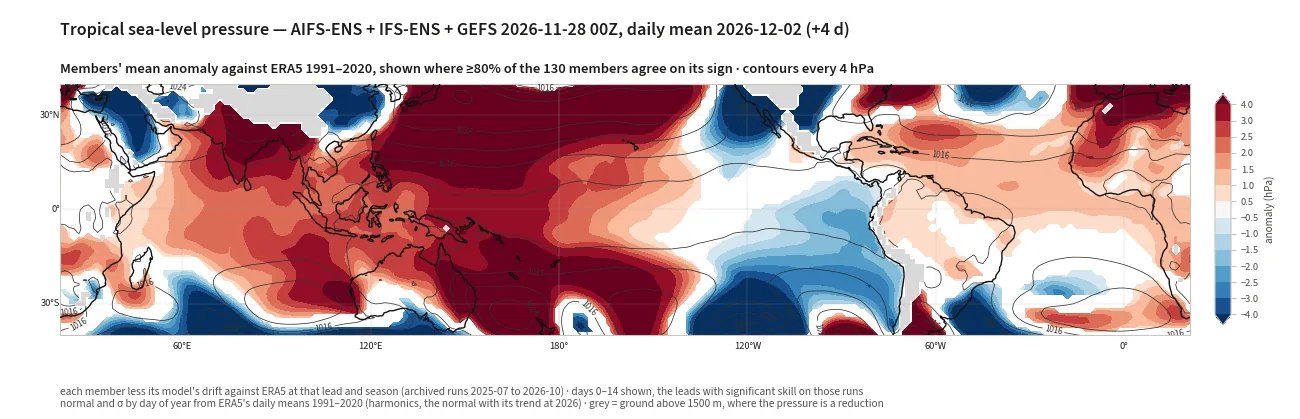 Tropical sea-level pressure — AIFS-ENS + IFS-ENS + GEFS 2026-11-28 00Z, daily mean 2026-12-02 (+4 d)
Members' mean anomaly against ERA5 1991–2020, shown where ≥80% of the 130 members agree on its sign · contours every 4 hPa
1024
1016
1016
30°N
1016
1016
0°
1016
1016
1016
1016
1016
1016
30°S
1016
60°E
120°E
180°
120°W
60°W
0°
4.0
3.0
2.5
2.0
1.5
1.0
0.5
−0.5
−1.0
−1.5
−2.0
−2.5
−3.0
−4.0
anomaly (hPa)
each member less its model's drift against ERA5 at that lead and season (archived runs 2025-07 to 2026-10) · days 0–14 shown, the leads with significant skill on those runs
normal and σ by day of year from ERA5's daily means 1991–2020 (harmonics, the normal with its trend at 2026) · grey = ground above 1500 m, where the pressure is a reduction